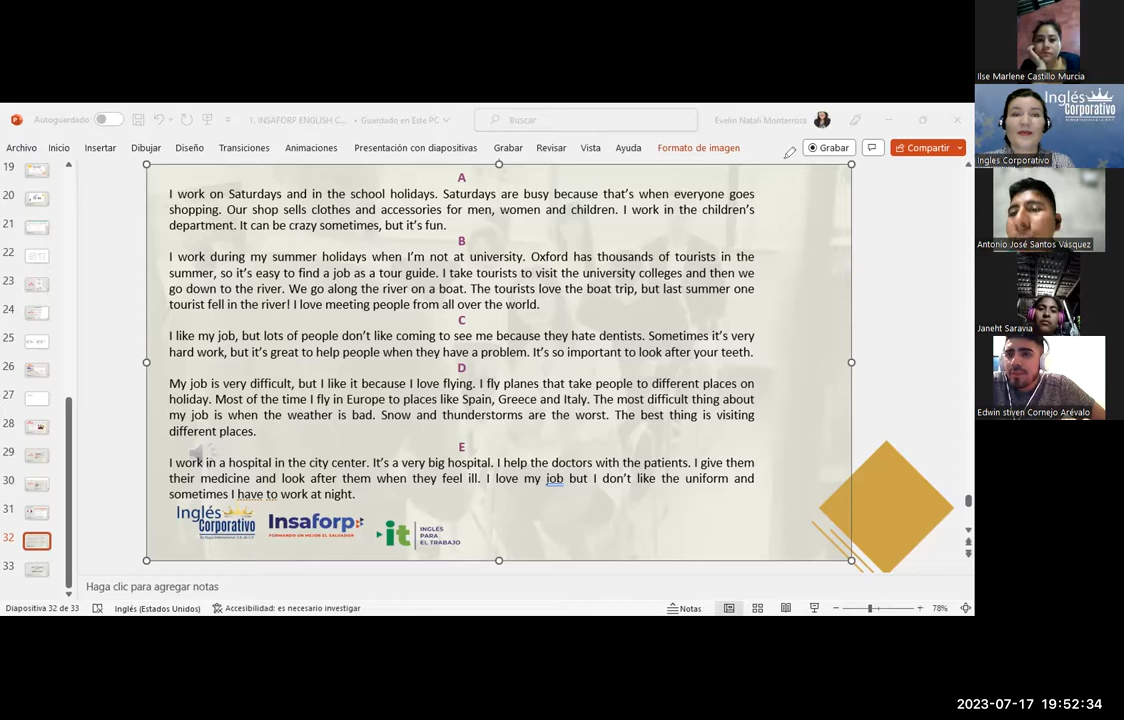 Ilse Marlene Castillo Murcia
Inglés
Corporativo
Ingles Corporativo
Antonio José Santos Vásquez
Janeht Saravia
Edwin stiven Cornejo Arévalo
Autoguardado
1. INSAFORP ENGLISH C... • Guardado en Este PC
Buscar
Evelin Natali Monterroza
Archivo Inicio Insertar Dibujar Diseño Transiciones Animaciones Presentación con diapositivas Grabar Revisar Vista Ayuda Formato de imagen
Grabar
Compartir
19
20
21
22
23
24
25
26
27
28
29
30
31
32
33
A
I work on Saturdays and in the school holidays. Saturdays are busy because that's when everyone goes
shopping. Our shop sells clothes and accessories for men, women and children. I work in the children's
department. It can be crazy sometimes, but it's fun.
B
I work during my summer holidays when I'm not at university. Oxford has thousands of tourists in the
summer, so it's easy to find a job as a tour guide. I take tourists to visit the university colleges and then we
go down to the river. We go along the river on a boat. The tourists love the boat trip, but last summer one
tourist fell in the river! I love meeting people from all over the world.
C
I like my job, but lots of people don't like coming to see me because they hate dentists. Sometimes it's very
hard work, but it's great to help people when they have a problem. It's so important to look after your teeth.
D
My job is very difficult, but I like it because I love flying. I fly planes that take people to different places on
holiday. Most of the time I fly in Europe to places like Spain, Greece and Italy. The most difficult thing about
my job is when the weather is bad. Snow and thunderstorms are the worst. The best thing is visiting
different places.
E
I work in a hospital in the city center. It's a very big hospital. I help the doctors with the patients. I give them
their medicine and look after them when they feel ill. I love my job but I don't like the uniform and
sometimes I have to work at night.
Inglés
Corporativo
Insaforp
FORMANDO UN MEJOR EL SALVADOR
it
INGLÉS
PARA
EL TRABAJO
Haga clic para agregar notas
Diapositiva 32 de 33
Inglés (Estados Unidos)
Accesibilidad: es necesario investigar
Notas
78%
2023-07-17 19:52:34